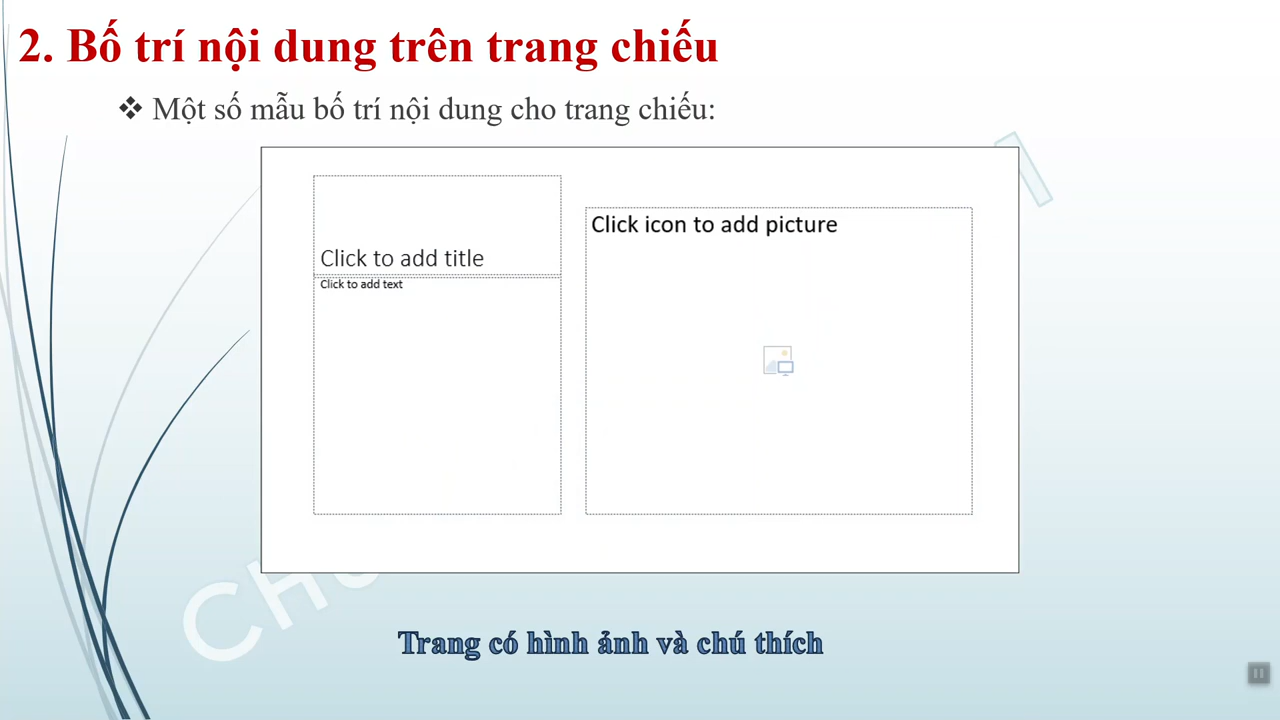 2. Bố trí nội dung trên trang chiếu
❖ Một số mẫu bố trí nội dung cho trang chiếu:
Click to add title
Click to add text
Click icon to add picture
Trang có hình ảnh và chú thích